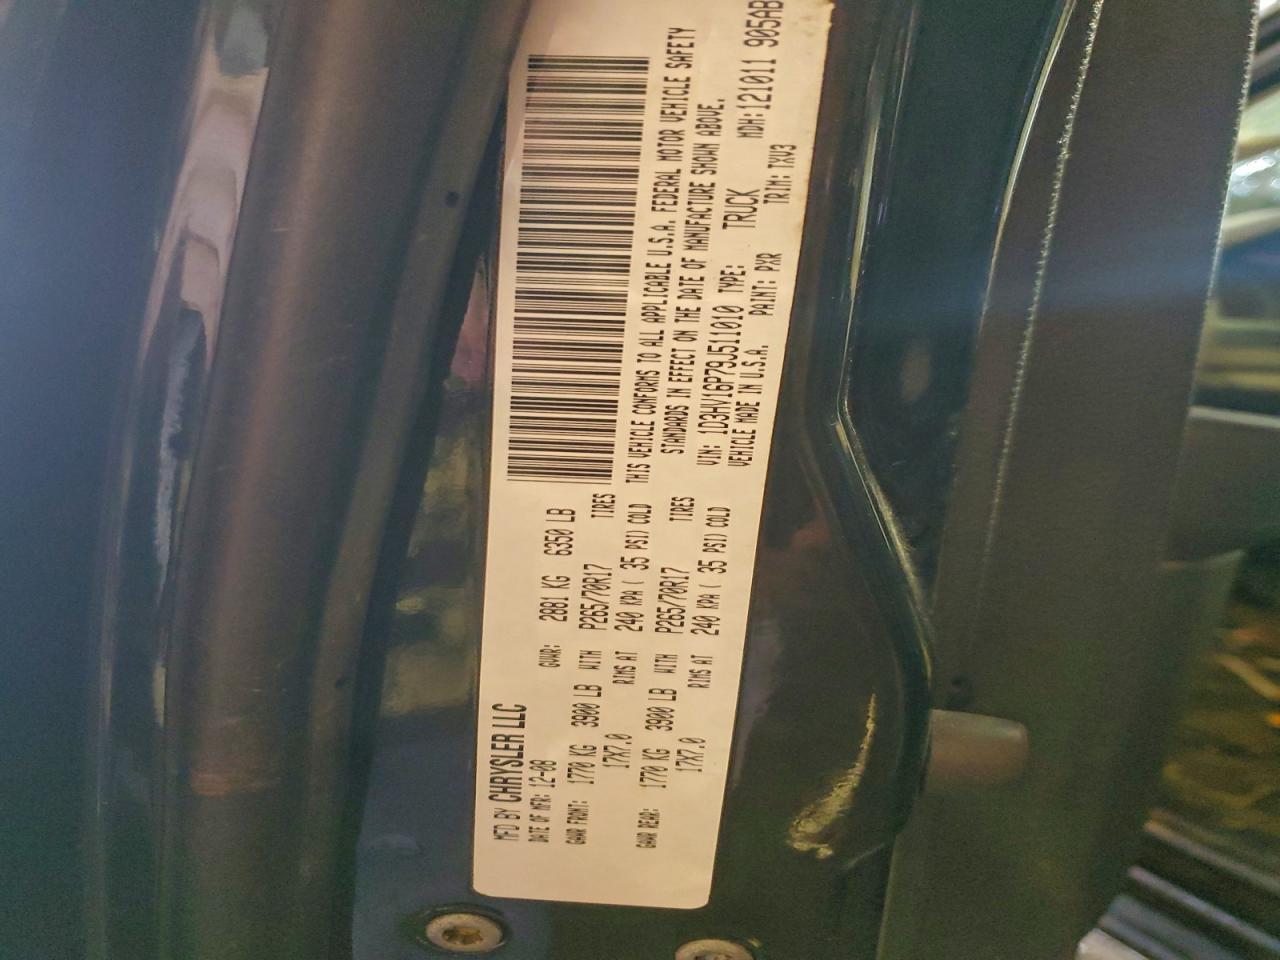 MFD BY CHRYSLER LLC
DATE OF MFR: 12-08 GVWR: 2881 KG 6350 LB
GAWR FRONT: 1770 KG 3900 LB WITH P265/70R17 TIRES
17X7.0 RIMS AT 240 KPA ( 35 PSI) COLD
GAWR REAR: 1770 KG 3900 LB WITH P265/70R17 TIRES
17X7.0 RIMS AT 240 KPA ( 35 PSI) COLD
THIS VEHICLE CONFORMS TO ALL APPLICABLE U.S.A. FEDERAL MOTOR VEHICLE SAFETY
STANDARDS IN EFFECT ON THE DATE OF MANUFACTURE SHOWN ABOVE.
VIN: 1D3HV16P79J511010 TYPE: TRUCK MDH:121011 905AB
VEHICLE MADE IN U.S.A. PAINT: PXR TRIM: TXV3